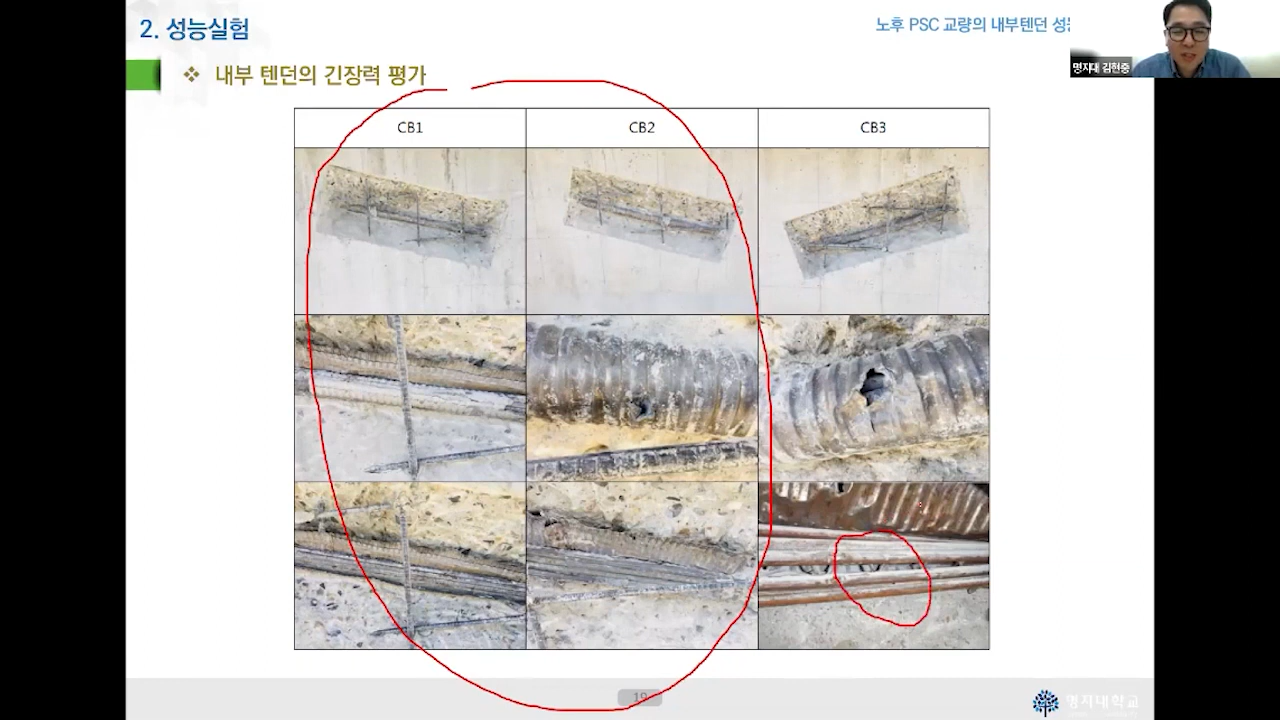 2. 성능실험
노후 PSC 교량의 내부텐던 성
명지대 김현중
❖ 내부 텐던의 긴장력 평가
CB1 CB2 CB3
19
명지대학교